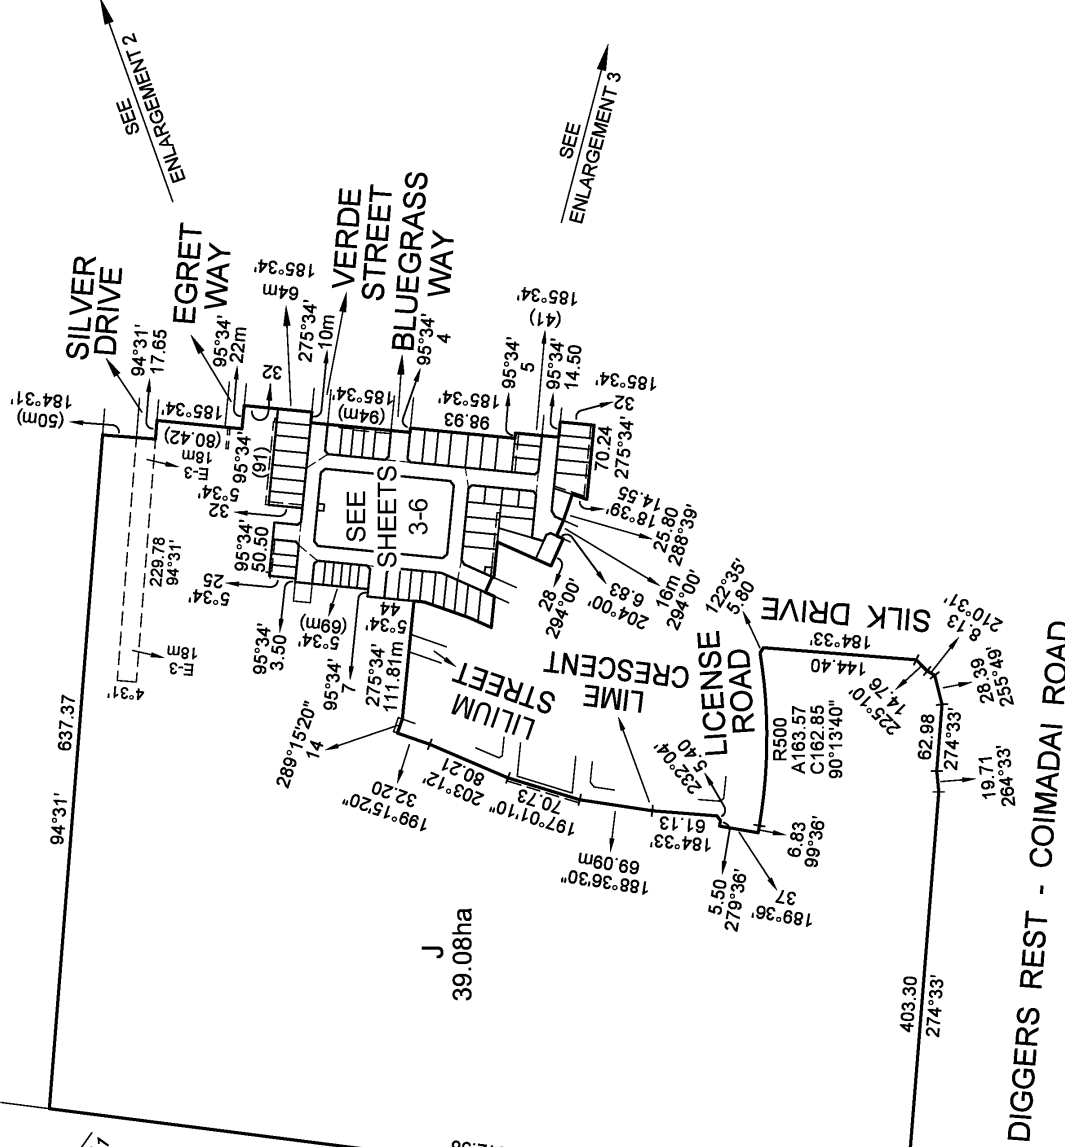 SEE
ENLARGEMENT 2
SEE
ENLARGEMENT 3
SILVER
DRIVE
EGRET
WAY
VERDE
STREET
BLUEGRASS
WAY
184°31'
(50m)
94°31'
17.65
185°34'
(80.42)
95°34'
22m
32
185°34'
64m
275°34'
10m
185°34'
(94m)
95°34'
4
185°34'
98.93
95°34'
5
185°34'
(41)
95°34'
14.50
185°34'
32
70.24
275°34'
14.55
18°39'
25.80
288°39'
16m
294°00'
6.83
204°00'
28
294°00'
18m
E-3
95°34'
(91)
5°34'
32
95°34'
50.50
5°34'
25
95°34'
3.50
5°34'
(69m)
95°34'
7
5°34'
44
275°34'
111.81m
229.78
94°31'
18m
E-3
4°31'
SEE
SHEETS
3-6
637.37
94°31'
289°15'20"
14
199°15'20"
32.20
203°12'
80.21
197°01'10"
70.73
188°36'30"
69.09m
184°33'
61.13
LILIUM
STREET
LIME
CRESCENT
LICENSE
ROAD
SILK DRIVE
232°04'
5.40
5.50
279°36'
189°36'
37
6.83
99°36'
R500
A163.57
C162.85
90°13'40"
122°35'
5.80
184°33'
144.40
225°10'
14.76
210°31'
8.13
28.39
255°49'
62.98
274°33'
19.71
264°33'
403.30
274°33'
J
39.08ha
DIGGERS REST - COIMADAI ROAD